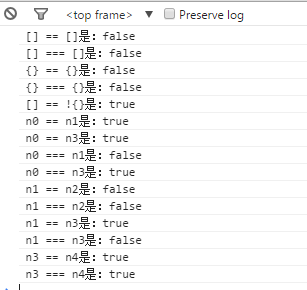 <top frame> Preserve log
[] == []是: false
[] === []是: false
{} == {}是: false
{} === {}是: false
[] == !{}是: true
n0 == n1是: true
n0 == n3是: true
n0 === n1是: false
n0 === n3是: true
n1 == n2是: false
n1 === n2是: false
n1 == n3是: true
n1 === n3是: false
n3 == n4是: true
n3 === n4是: true